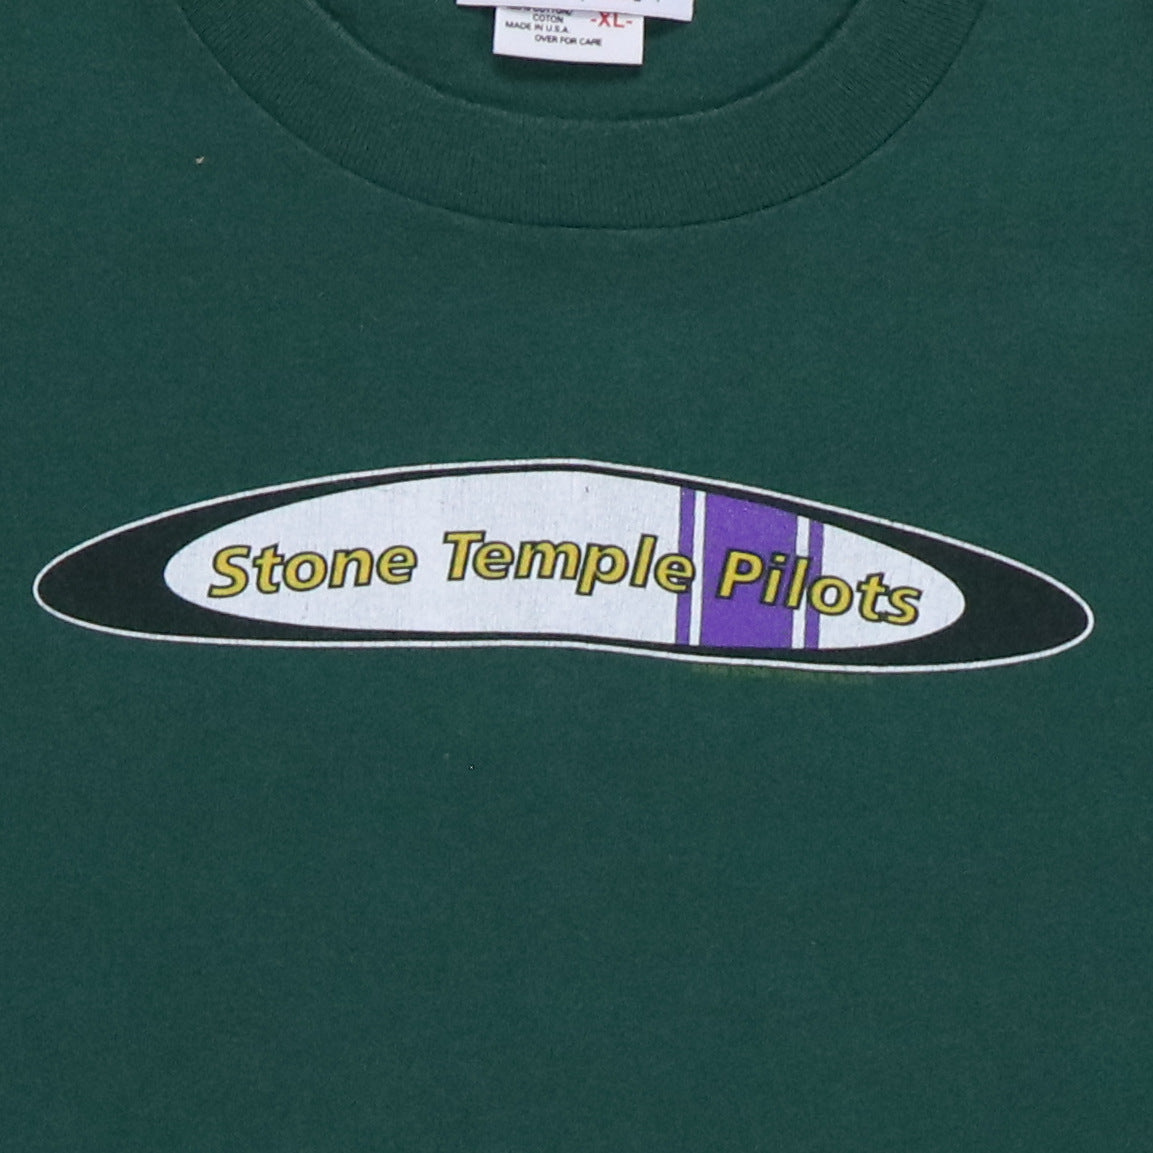 COTON
MADE IN U.S.A.
-XL-
OVER FOR CARE
Stone Temple Pilots